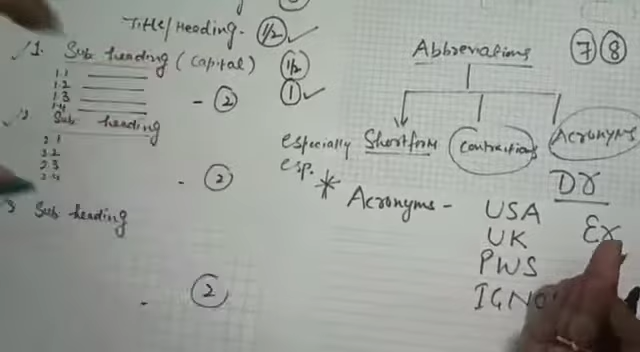 Title/Heading - 1/2
1. Sub heading (Capital) 1/2
1.1
1.2
1.3
1.4
- 2
1
Sub heading
2.1
2.2
2.3
2.4
- 2
3 Sub heading
- 2
Abbreviations
7 8
especially Shortform Contractions Acronyms
esp.
Dr
* Acronyms - USA
UK
PWS
IGNO
Ex